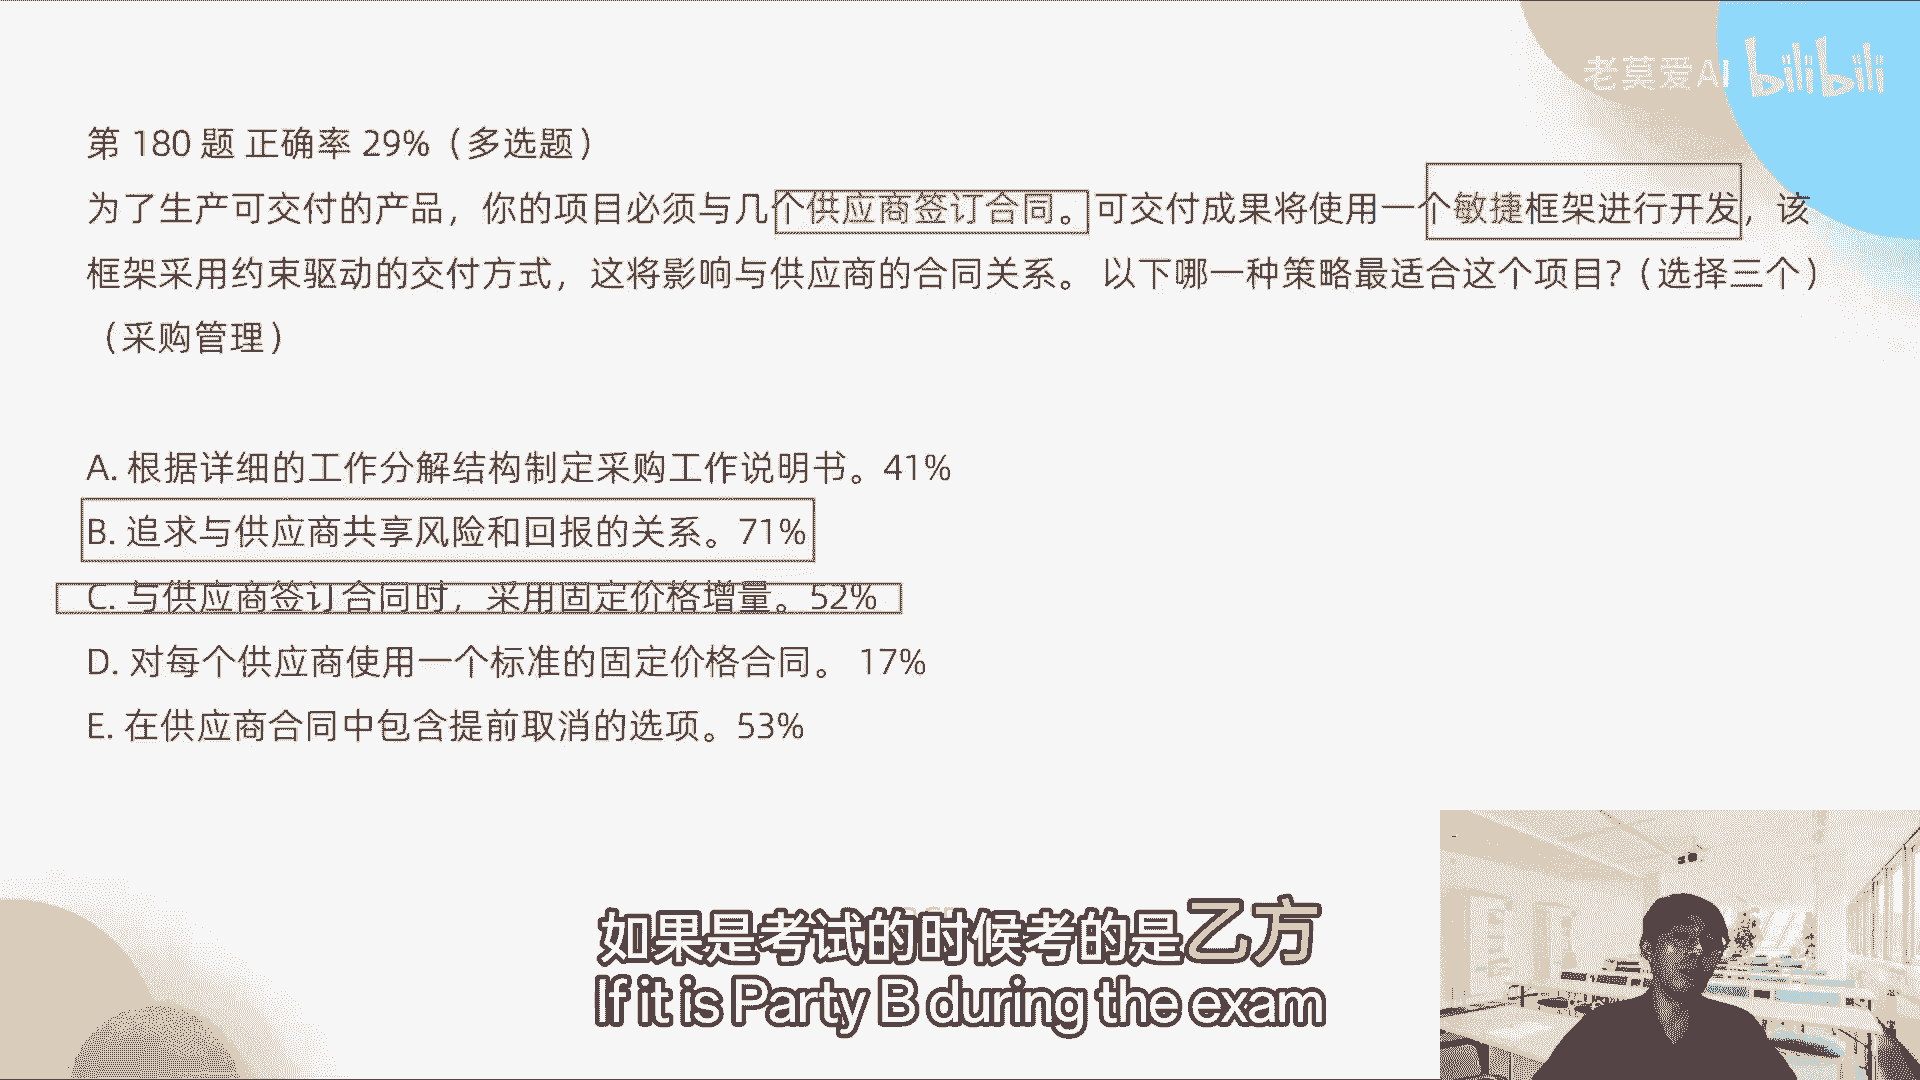 老莫爱AI bilibili
第 180 题 正确率 29%（多选题）
为了生产可交付的产品，你的项目必须与几个供应商签订合同。可交付成果将使用一个敏捷框架进行开发，该
框架采用约束驱动的交付方式，这将影响与供应商的合同关系。 以下哪一种策略最适合这个项目?（选择三个）
（采购管理）
A. 根据详细的工作分解结构制定采购工作说明书。41%
B. 追求与供应商共享风险和回报的关系。71%
C. 与供应商签订合同时，采用固定价格增量。52%
D. 对每个供应商使用一个标准的固定价格合同。 17%
E. 在供应商合同中包含提前取消的选项。53%
如果是考试的时候考的是乙方
If it is Party B during the exam